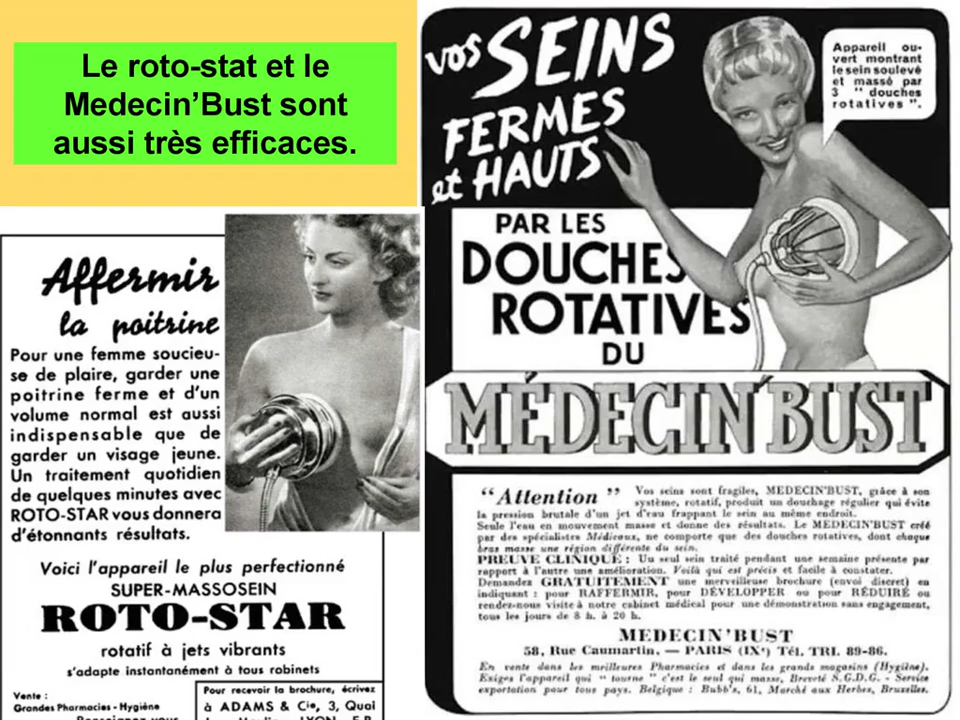 Le roto-stat et le
Medecin'Bust sont
aussi très efficaces.
vos SEINS
FERMES
et HAUTS
Appareil ou-
vert montrant
le sein soulevé
et massé par
3 " douches
rotatives ".
PAR LES
DOUCHES
ROTATIVES
DU
MÉDECIN'BUST
"Attention" Vos seins sont fragiles, MEDECIN'BUST, grâce à son
système, rotatif, produit un douchage régulier qui évite
la pression brutale d'un jet d'eau frappant le sein au même endroit.
Seule l'eau en mouvement masse et donne des résultats. Le MEDECIN'BUST créé
par des spécialistes Médicaux, ne comporte que des douches rotatives, dont chaque
bras masse une région différente du sein.
PREUVE CLINIQUE : Un seul sein traité pendant une semaine présente par
rapport à l'autre une amélioration. Voilà qui est précis et facile à constater.
Demandez GRATUITEMENT une merveilleuse brochure (envoi discret) en
indiquant : pour RAFFERMIR, pour DÉVELOPPER ou pour RÉDUIRE ou
rendez-nous visite à notre cabinet médical pour une démonstration sans engagement,
tous les jours de 8 h. à 20 h.
MEDECIN'BUST
58, Rue Caumartin, — PARIS (IXe) Tél. TRI. 89-86.
En vente dans les meilleures Pharmacies et dans les grands magasins (Hygiène).
Exigez l'appareil qui " tourne " c'est le seul qui masse, Breveté S.G.D.G. - Service
exportation pour tous pays. Belgique : Bubb's, 61, Marché aux Herbes, Bruxelles.
Affermir
la poitrine
Pour une femme soucieu-
se de plaire, garder une
poitrine ferme et d'un
volume normal est aussi
indispensable que de
garder un visage jeune.
Un traitement quotidien
de quelques minutes avec
ROTO-STAR vous donnera
d'étonnants résultats.
Voici l'appareil le plus perfectionné
SUPER-MASSOSEIN
ROTO-STAR
rotatif à jets vibrants
s'adapte instantanément à tous robinets
Vente :
Grandes Pharmacies - Hygiène
Pour recevoir la brochure, écrivez
à ADAMS & Cie, 3, Quai